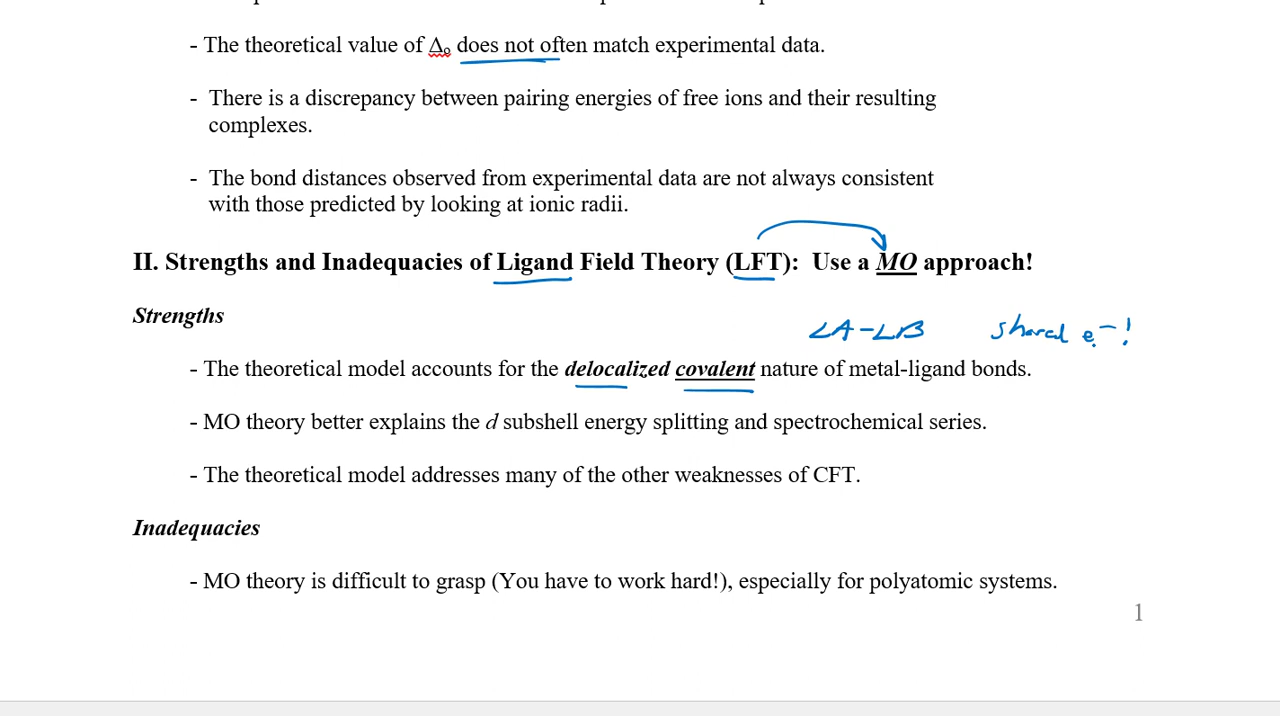 - The theoretical value of Δo does not often match experimental data.
- There is a discrepancy between pairing energies of free ions and their resulting
complexes.
- The bond distances observed from experimental data are not always consistent
with those predicted by looking at ionic radii.
II. Strengths and Inadequacies of Ligand Field Theory (LFT): Use a MO approach!
Strengths
LA-LB shared e-!
- The theoretical model accounts for the delocalized covalent nature of metal-ligand bonds.
- MO theory better explains the d subshell energy splitting and spectrochemical series.
- The theoretical model addresses many of the other weaknesses of CFT.
Inadequacies
- MO theory is difficult to grasp (You have to work hard!), especially for polyatomic systems.
1